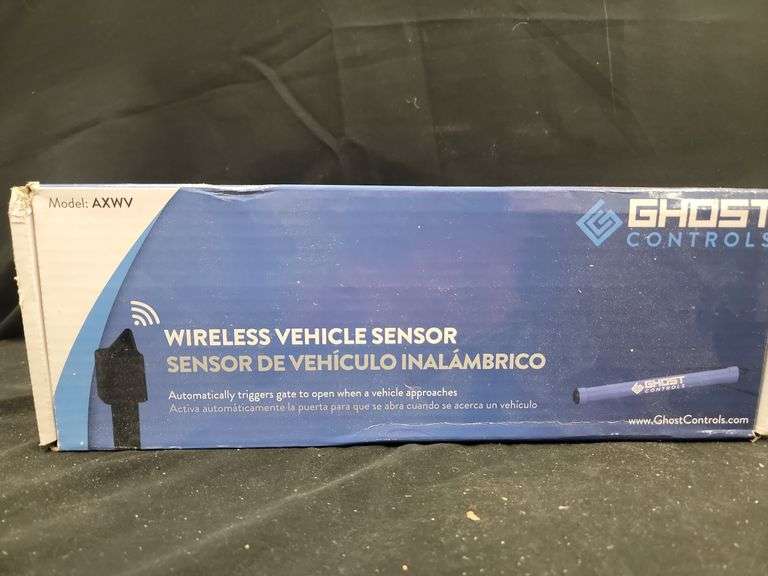 Model: AXWV
GHOST
CONTROLS
WIRELESS VEHICLE SENSOR
SENSOR DE VEHÍCULO INALÁMBRICO
Automatically triggers gate to open when a vehicle approaches
Activa automáticamente la puerta para que se abra cuando se acerca un vehículo
GHOST
CONTROLS
www.GhostControls.com